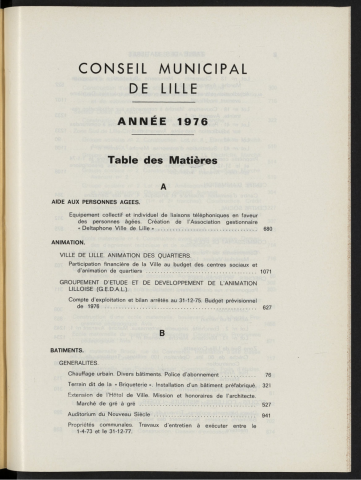 CONSEIL MUNICIPAL
DE LILLE
ANNÉE 1976
Table des Matières
A
AIDE AUX PERSONNES AGEES.
Equipement collectif et individuel de liaisons téléphoniques en faveur
des personnes âgées. Création de l'Association gestionnaire
« Deltaphone Ville de Lille » 680
ANIMATION.
VILLE DE LILLE. ANIMATION DES QUARTIERS.
Participation financière de la Ville au budget des centres sociaux et
d'animation de quartiers 1071
GROUPEMENT D'ETUDE ET DE DEVELOPPEMENT DE L'ANIMATION
LILLOISE (G.E.D.A.L.).
Compte d'exploitation et bilan arrêtés au 31-12-75. Budget prévisionnel
de 1976 627
B
BATIMENTS.
GENERALITES.
Chauffage urbain. Divers bâtiments. Police d'abonnement 76
Terrain dit de la « Briqueterie ». Installation d'un bâtiment préfabriqué. 321
Extension de l'Hôtel de Ville. Mission et honoraires de l'architecte.
Marché de gré à gré 527
Auditorium du Nouveau Siècle 941
Propriétés communales. Travaux d'entretien à exécuter entre le
1-4-73 et le 31-12-77.